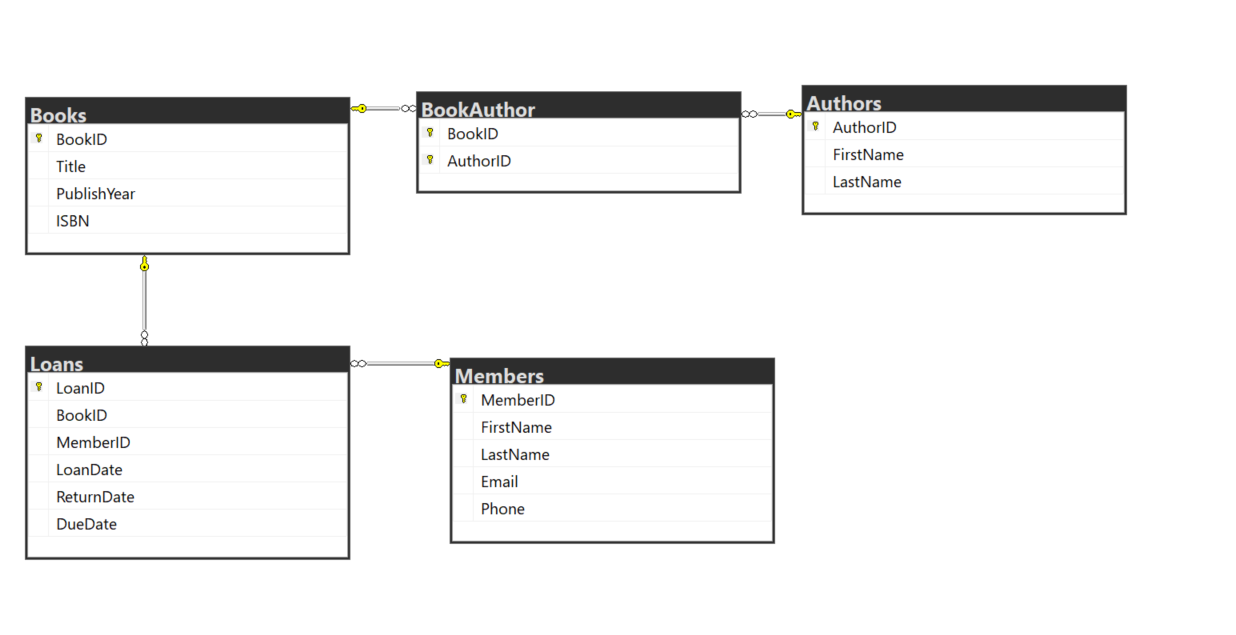 Books
BookID
Title
PublishYear
ISBN
BookAuthor
BookID
AuthorID
Authors
AuthorID
FirstName
LastName
Loans
LoanID
BookID
MemberID
LoanDate
ReturnDate
DueDate
Members
MemberID
FirstName
LastName
Email
Phone